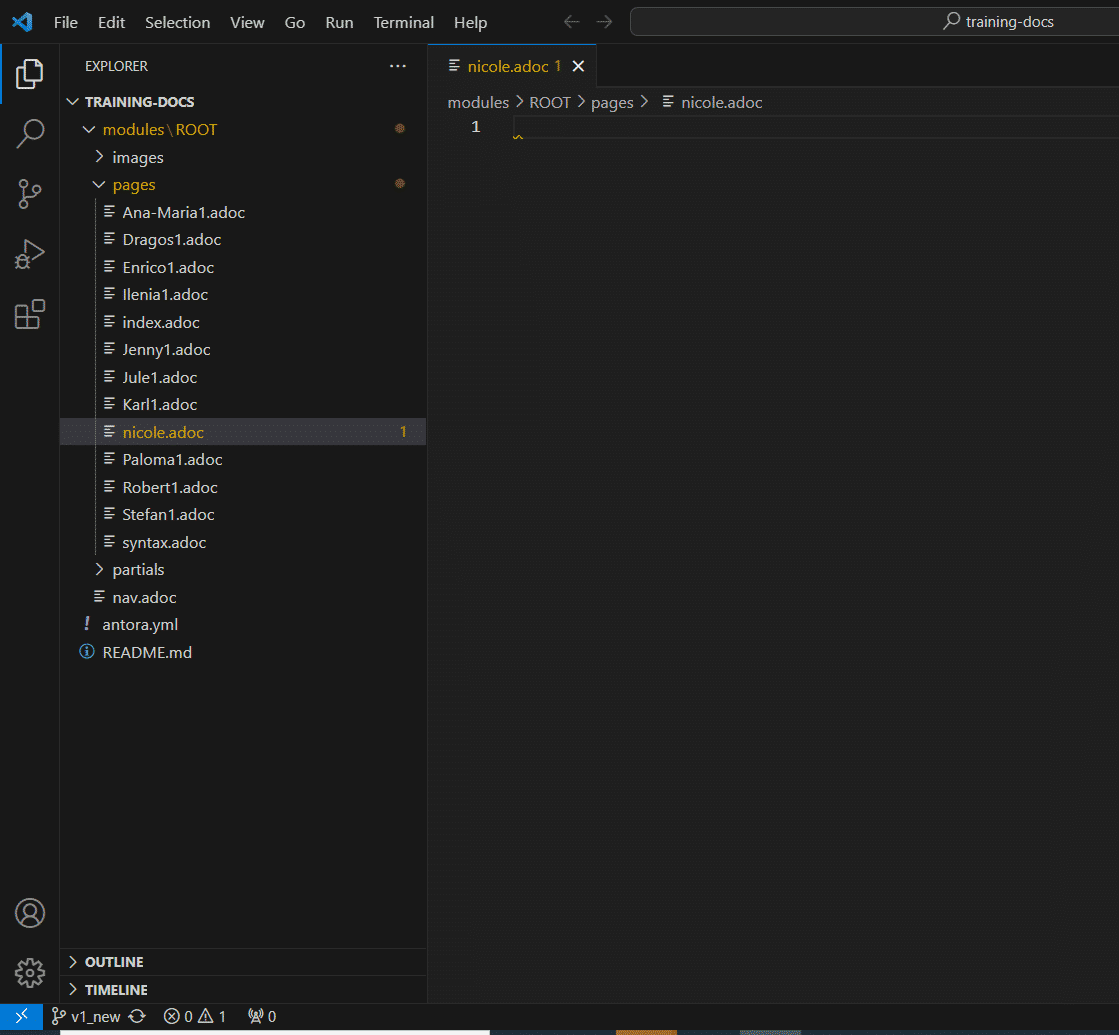 File Edit Selection View Go Run Terminal Help
training-docs
EXPLORER
TRAINING-DOCS
modules\ROOT
images
pages
Ana-Maria1.adoc
Dragos1.adoc
Enrico1.adoc
Ilenia1.adoc
index.adoc
Jenny1.adoc
Jule1.adoc
Karl1.adoc
nicole.adoc 1
Paloma1.adoc
Robert1.adoc
Stefan1.adoc
syntax.adoc
partials
nav.adoc
! antora.yml
README.md
OUTLINE
TIMELINE
nicole.adoc 1
modules > ROOT > pages > nicole.adoc
1
v1_new 0 1 0